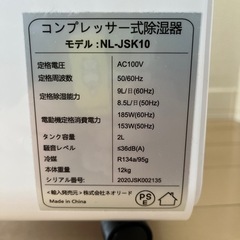 コンプレッサー式除湿器
モデル:NL-JSK10
定格電圧 AC100V
定格周波数 50/60Hz
定格除湿能力 9L/日(60Hz)
8.5L/日(50Hz)
電動機定格消費電力 185W(60Hz)
153W(50Hz)
タンク容量 2L
騒音レベル ≤36dB(A)
冷媒 R134a/95g
本体質量 12kg
シリアル番号 2020JSK002135
<輸入発売元>株式会社ネオリード
Made in China
PS
E